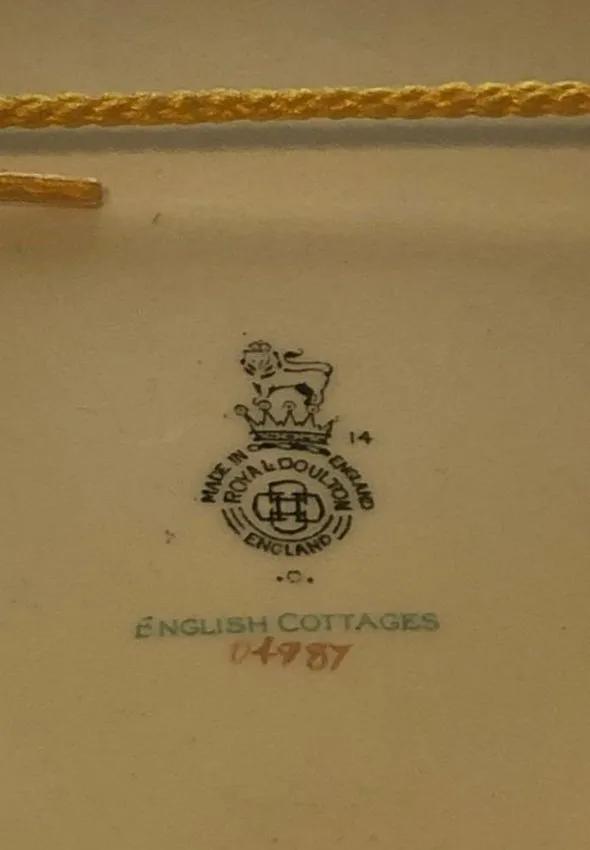 14
MADE IN ENGLAND
ROYAL DOULTON
ENGLAND
ENGLISH COTTAGES
D4987